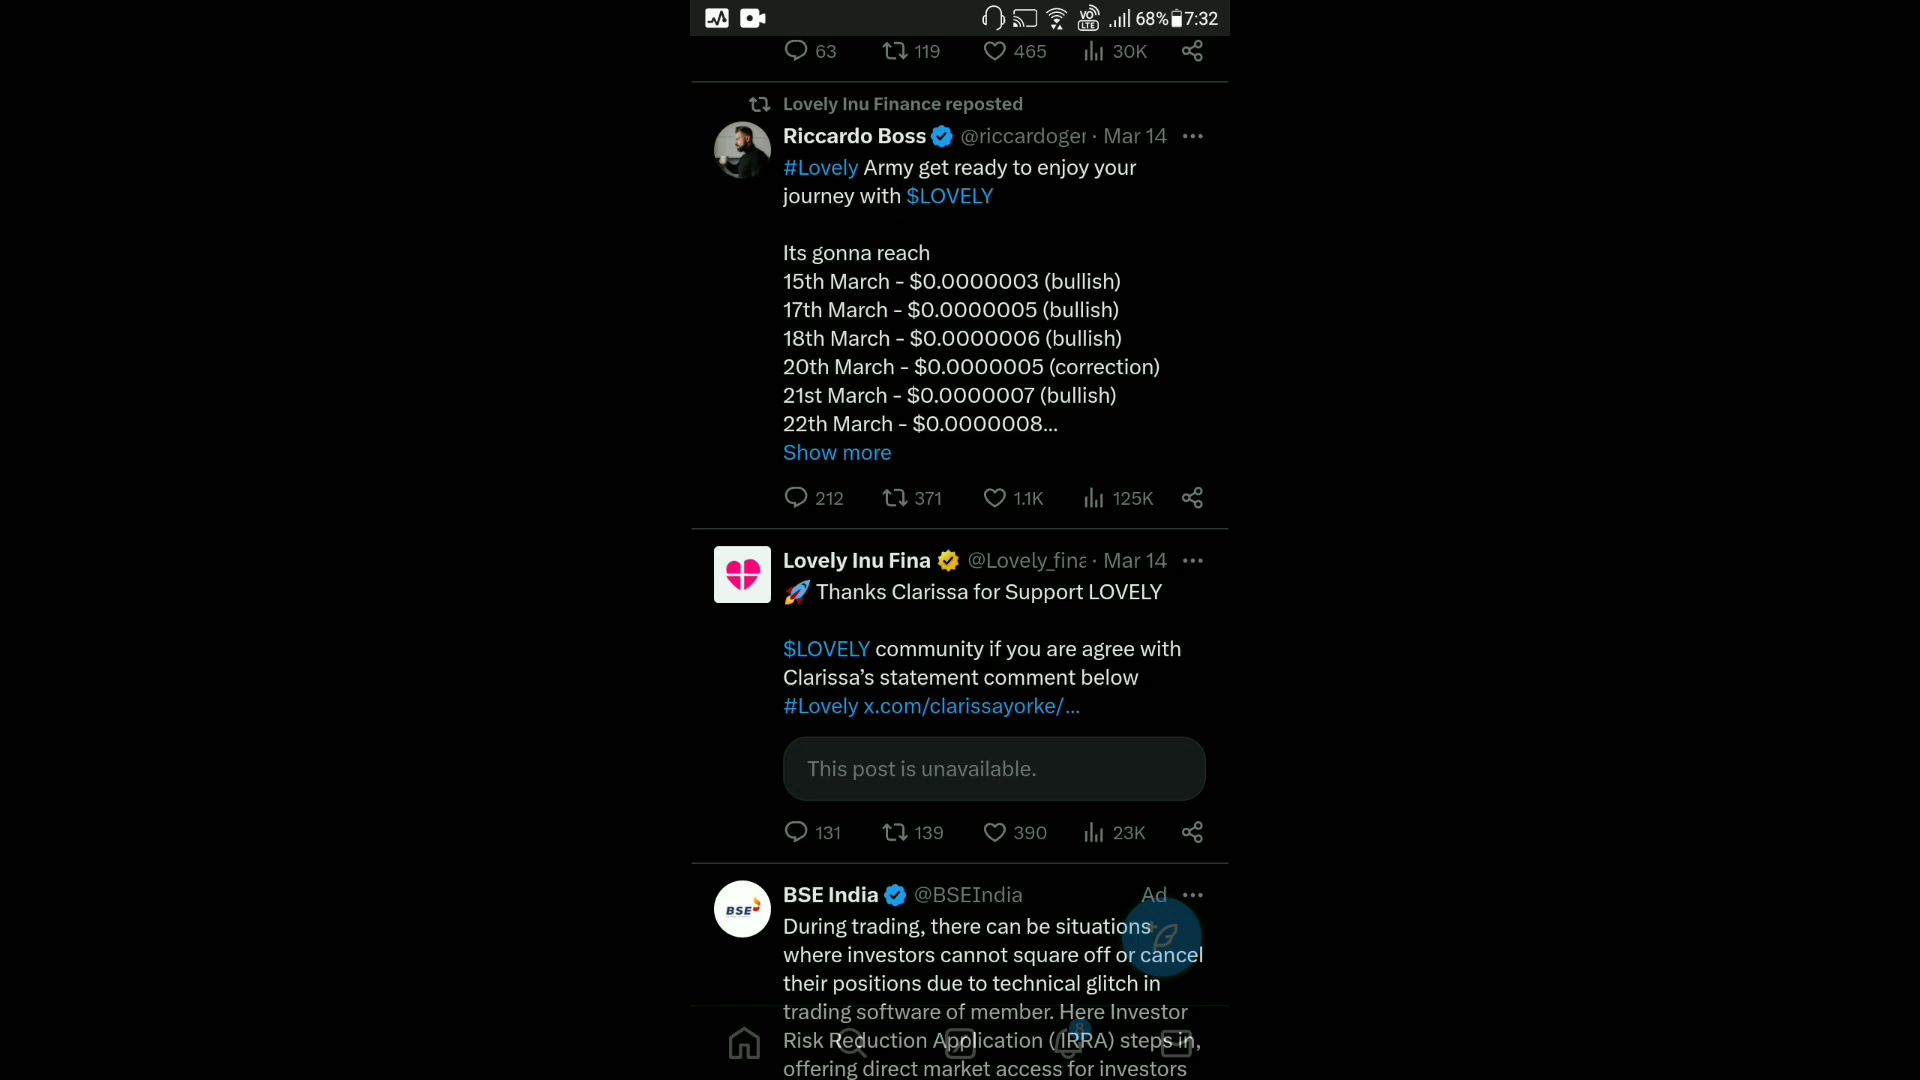 68% 7:32
63 119 465 30K
Lovely Inu Finance reposted
Riccardo Boss @riccardoger · Mar 14
#Lovely Army get ready to enjoy your
journey with $LOVELY
Its gonna reach
15th March - $0.0000003 (bullish)
17th March - $0.0000005 (bullish)
18th March - $0.0000006 (bullish)
20th March - $0.0000005 (correction)
21st March - $0.0000007 (bullish)
22th March - $0.0000008...
Show more
212 371 1.1K 125K
Lovely Inu Fina @Lovely_fina · Mar 14
🚀 Thanks Clarissa for Support LOVELY
$LOVELY community if you are agree with
Clarissa’s statement comment below
#Lovely x.com/clarissayorke/...
This post is unavailable.
131 139 390 23K
BSE
BSE India @BSEIndia Ad
During trading, there can be situations
where investors cannot square off or cancel
their positions due to technical glitch in
trading software of member. Here Investor
Risk Reduction Application (IRRA) steps in,
offering direct market access for investors
8